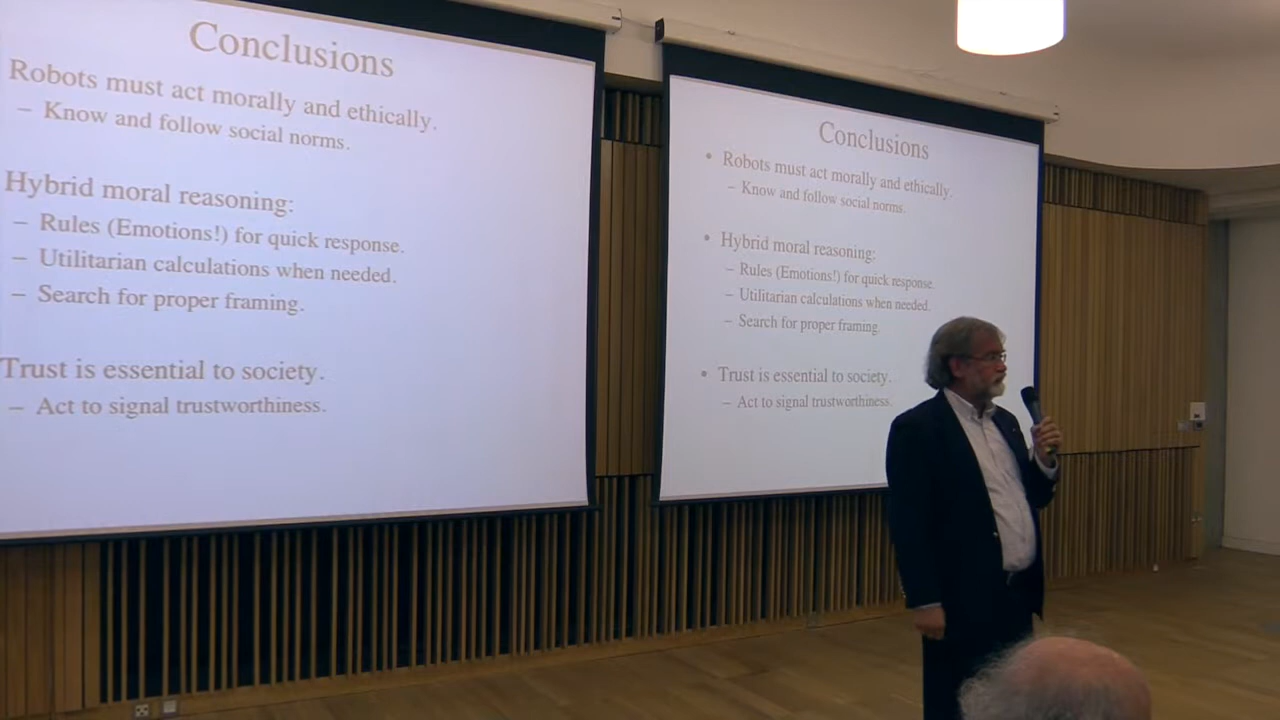 Conclusions
Robots must act morally and ethically.
– Know and follow social norms.
Hybrid moral reasoning:
– Rules (Emotions!) for quick response.
– Utilitarian calculations when needed.
– Search for proper framing.
Trust is essential to society.
– Act to signal trustworthiness.
Conclusions
• Robots must act morally and ethically.
– Know and follow social norms.
• Hybrid moral reasoning:
– Rules (Emotions!) for quick response.
– Utilitarian calculations when needed.
– Search for proper framing.
• Trust is essential to society.
– Act to signal trustworthiness.